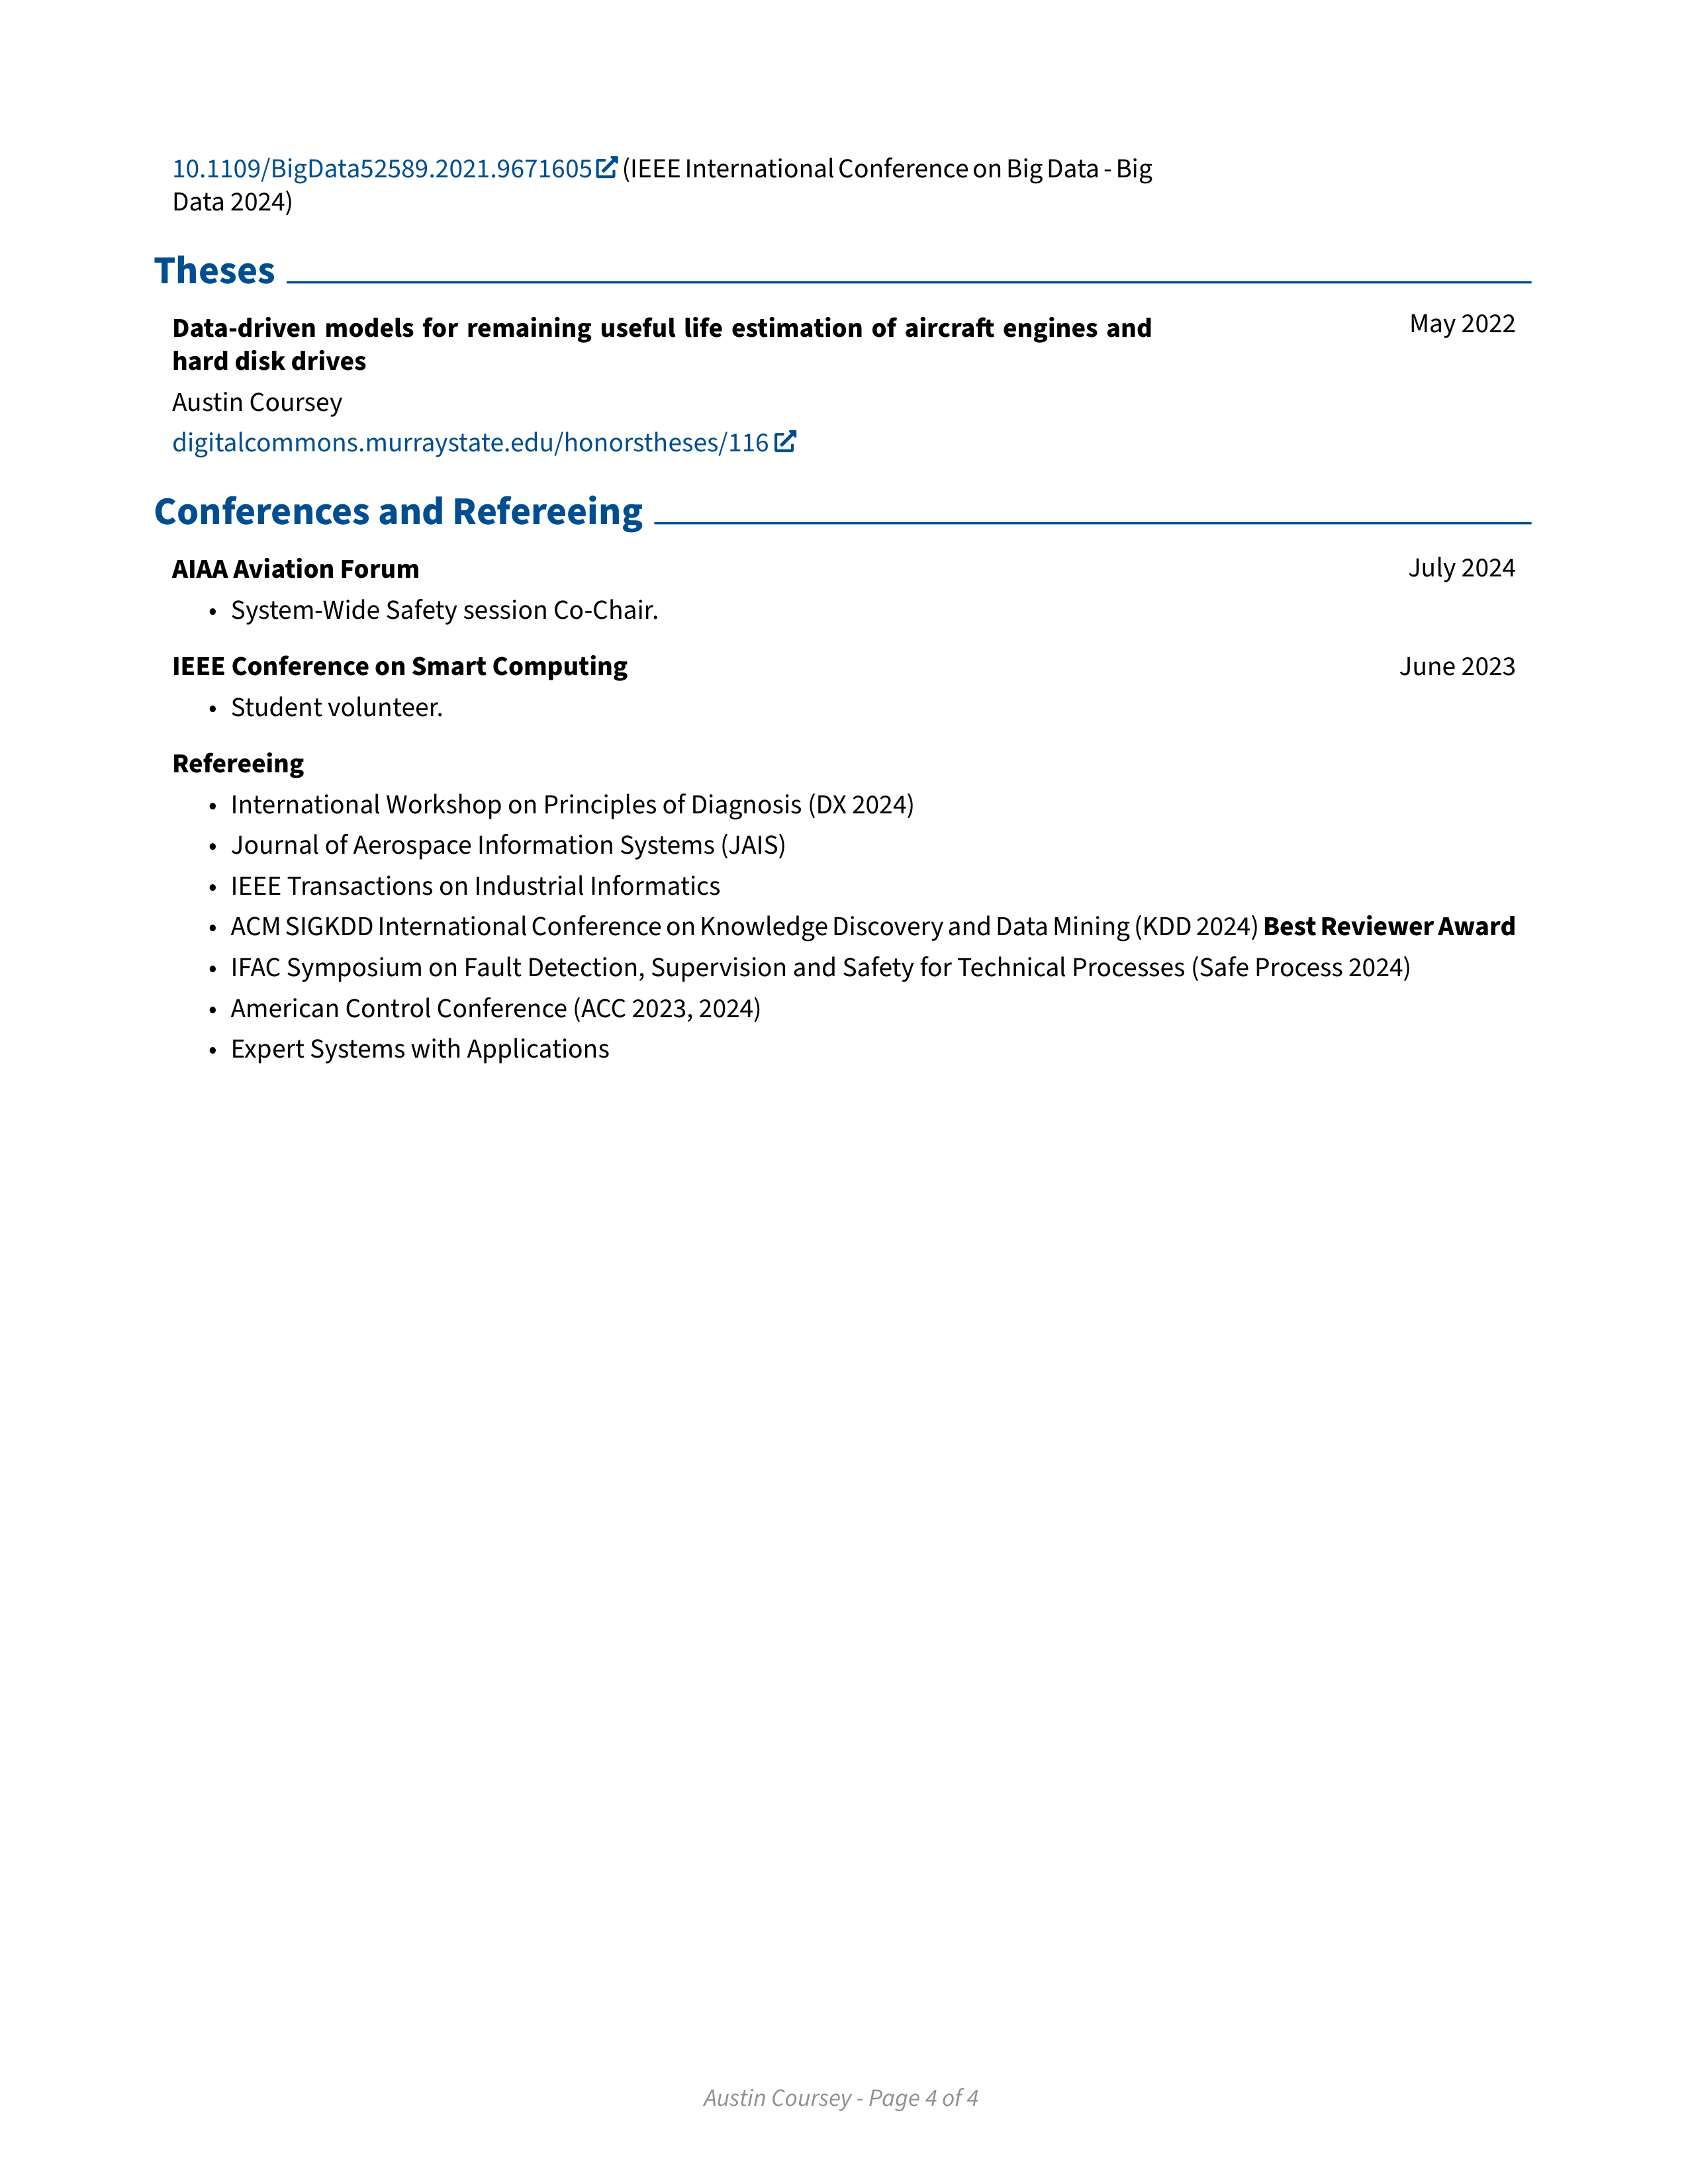 10.1109/BigData52589.2021.9671605 (IEEE International Conference on Big Data - Big
Data 2024)
Theses
Data-driven models for remaining useful life estimation of aircraft engines and
May 2022
hard disk drives
Austin Coursey
digitalcommons.murraystate.edu/honorstheses/116
Conferences and Refereeing
AIAA Aviation Forum
July 2024
• System-Wide Safety session Co-Chair.
IEEE Conference on Smart Computing
June 2023
• Student volunteer.
Refereeing
• International Workshop on Principles of Diagnosis (DX 2024)
• Journal of Aerospace Information Systems (JAIS)
• IEEE Transactions on Industrial Informatics
• ACM SIGKDD International Conference on Knowledge Discovery and Data Mining (KDD 2024) Best Reviewer Award
• IFAC Symposium on Fault Detection, Supervision and Safety for Technical Processes (Safe Process 2024)
• American Control Conference (ACC 2023, 2024)
• Expert Systems with Applications
Austin Coursey - Page 4 of 4